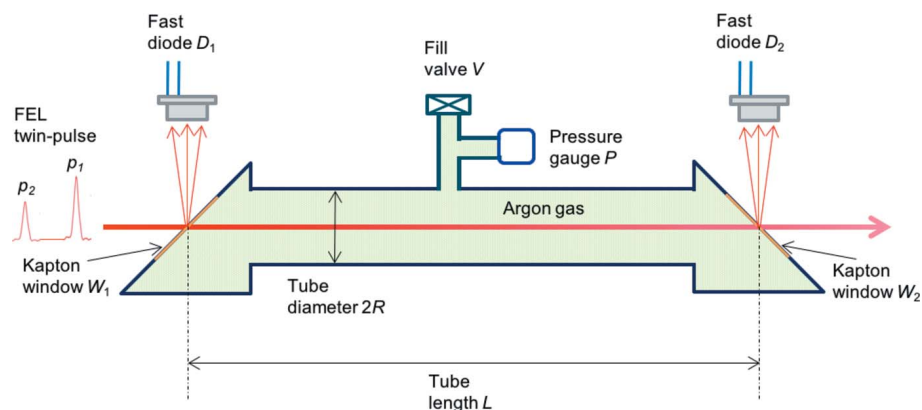 Fast
diode D1
Fill
valve V
Fast
diode D2
FEL
twin-pulse
p2
p1
Pressure
gauge P
Argon gas
Kapton
window W1
Tube
diameter 2R
Kapton
window W2
Tube
length L